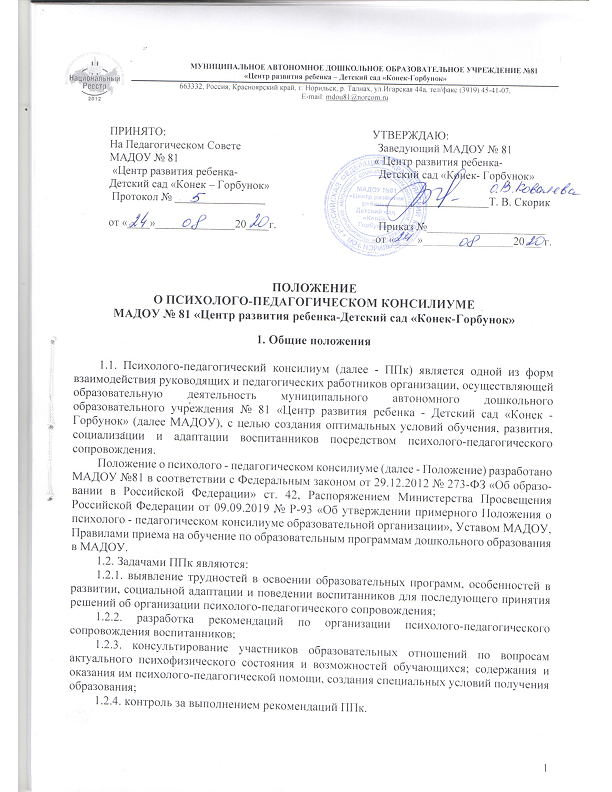 МУНИЦИПАЛЬНОЕ АВТОНОМНОЕ ДОШКОЛЬНОЕ ОБРАЗОВАТЕЛЬНОЕ УЧРЕЖДЕНИЕ №81
«Центр развития ребенка – Детский сад «Конек-Горбунок»
663332, Россия, Красноярский край, г. Норильск, р. Талнах, ул.Игарская 44а, тел/факс (3919) 45-41-07,
E-mail: mdou81@norcom.ru
Национальный
Реестр
2012
ПРИНЯТО:
На Педагогическом Совете
МАДОУ № 81
«Центр развития ребенка-
Детский сад «Конек – Горбунок»
Протокол № 5
от « 24 » 08 2020г.
УТВЕРЖДАЮ:
Заведующий МАДОУ № 81
« Центр развития ребенка-
Детский сад «Конек- Горбунок»
О.В. Ковалева
Т. В. Скорик
Приказ №
от «24 » 08 2020г.
МАДОУ №81
ПОЛОЖЕНИЕ
О ПСИХОЛОГО-ПЕДАГОГИЧЕСКОМ КОНСИЛИУМЕ
МАДОУ № 81 «Центр развития ребенка-Детский сад «Конек-Горбунок»
1. Общие положения
1.1. Психолого-педагогический консилиум (далее - ППк) является одной из форм
взаимодействия руководящих и педагогических работников организации, осуществляющей
образовательную деятельность муниципального автономного дошкольного
образовательного учреждения № 81 «Центр развития ребенка - Детский сад «Конек -
Горбунок» (далее МАДОУ), с целью создания оптимальных условий обучения, развития,
социализации и адаптации воспитанников посредством психолого-педагогического
сопровождения.
Положение о психолого - педагогическом консилиуме (далее - Положение) разработано
МАДОУ №81 в соответствии с Федеральным законом от 29.12.2012 № 273-ФЗ «Об образо-
вании в Российской Федерации» ст. 42, Распоряжением Министерства Просвещения
Российской Федерации от 09.09.2019 № Р-93 «Об утверждении примерного Положения о
психолого - педагогическом консилиуме образовательной организации», Уставом МАДОУ,
Правилами приема на обучение по образовательным программам дошкольного образования
в МАДОУ.
1.2. Задачами ППк являются:
1.2.1. выявление трудностей в освоении образовательных программ, особенностей в
развитии, социальной адаптации и поведении воспитанников для последующего принятия
решений об организации психолого-педагогического сопровождения;
1.2.2. разработка рекомендаций по организации психолого-педагогического
сопровождения воспитанников;
1.2.3. консультирование участников образовательных отношений по вопросам
актуального психофизического состояния и возможностей обучающихся; содержания и
оказания им психолого-педагогической помощи, создания специальных условий получения
образования;
1.2.4. контроль за выполнением рекомендаций ППк.
1